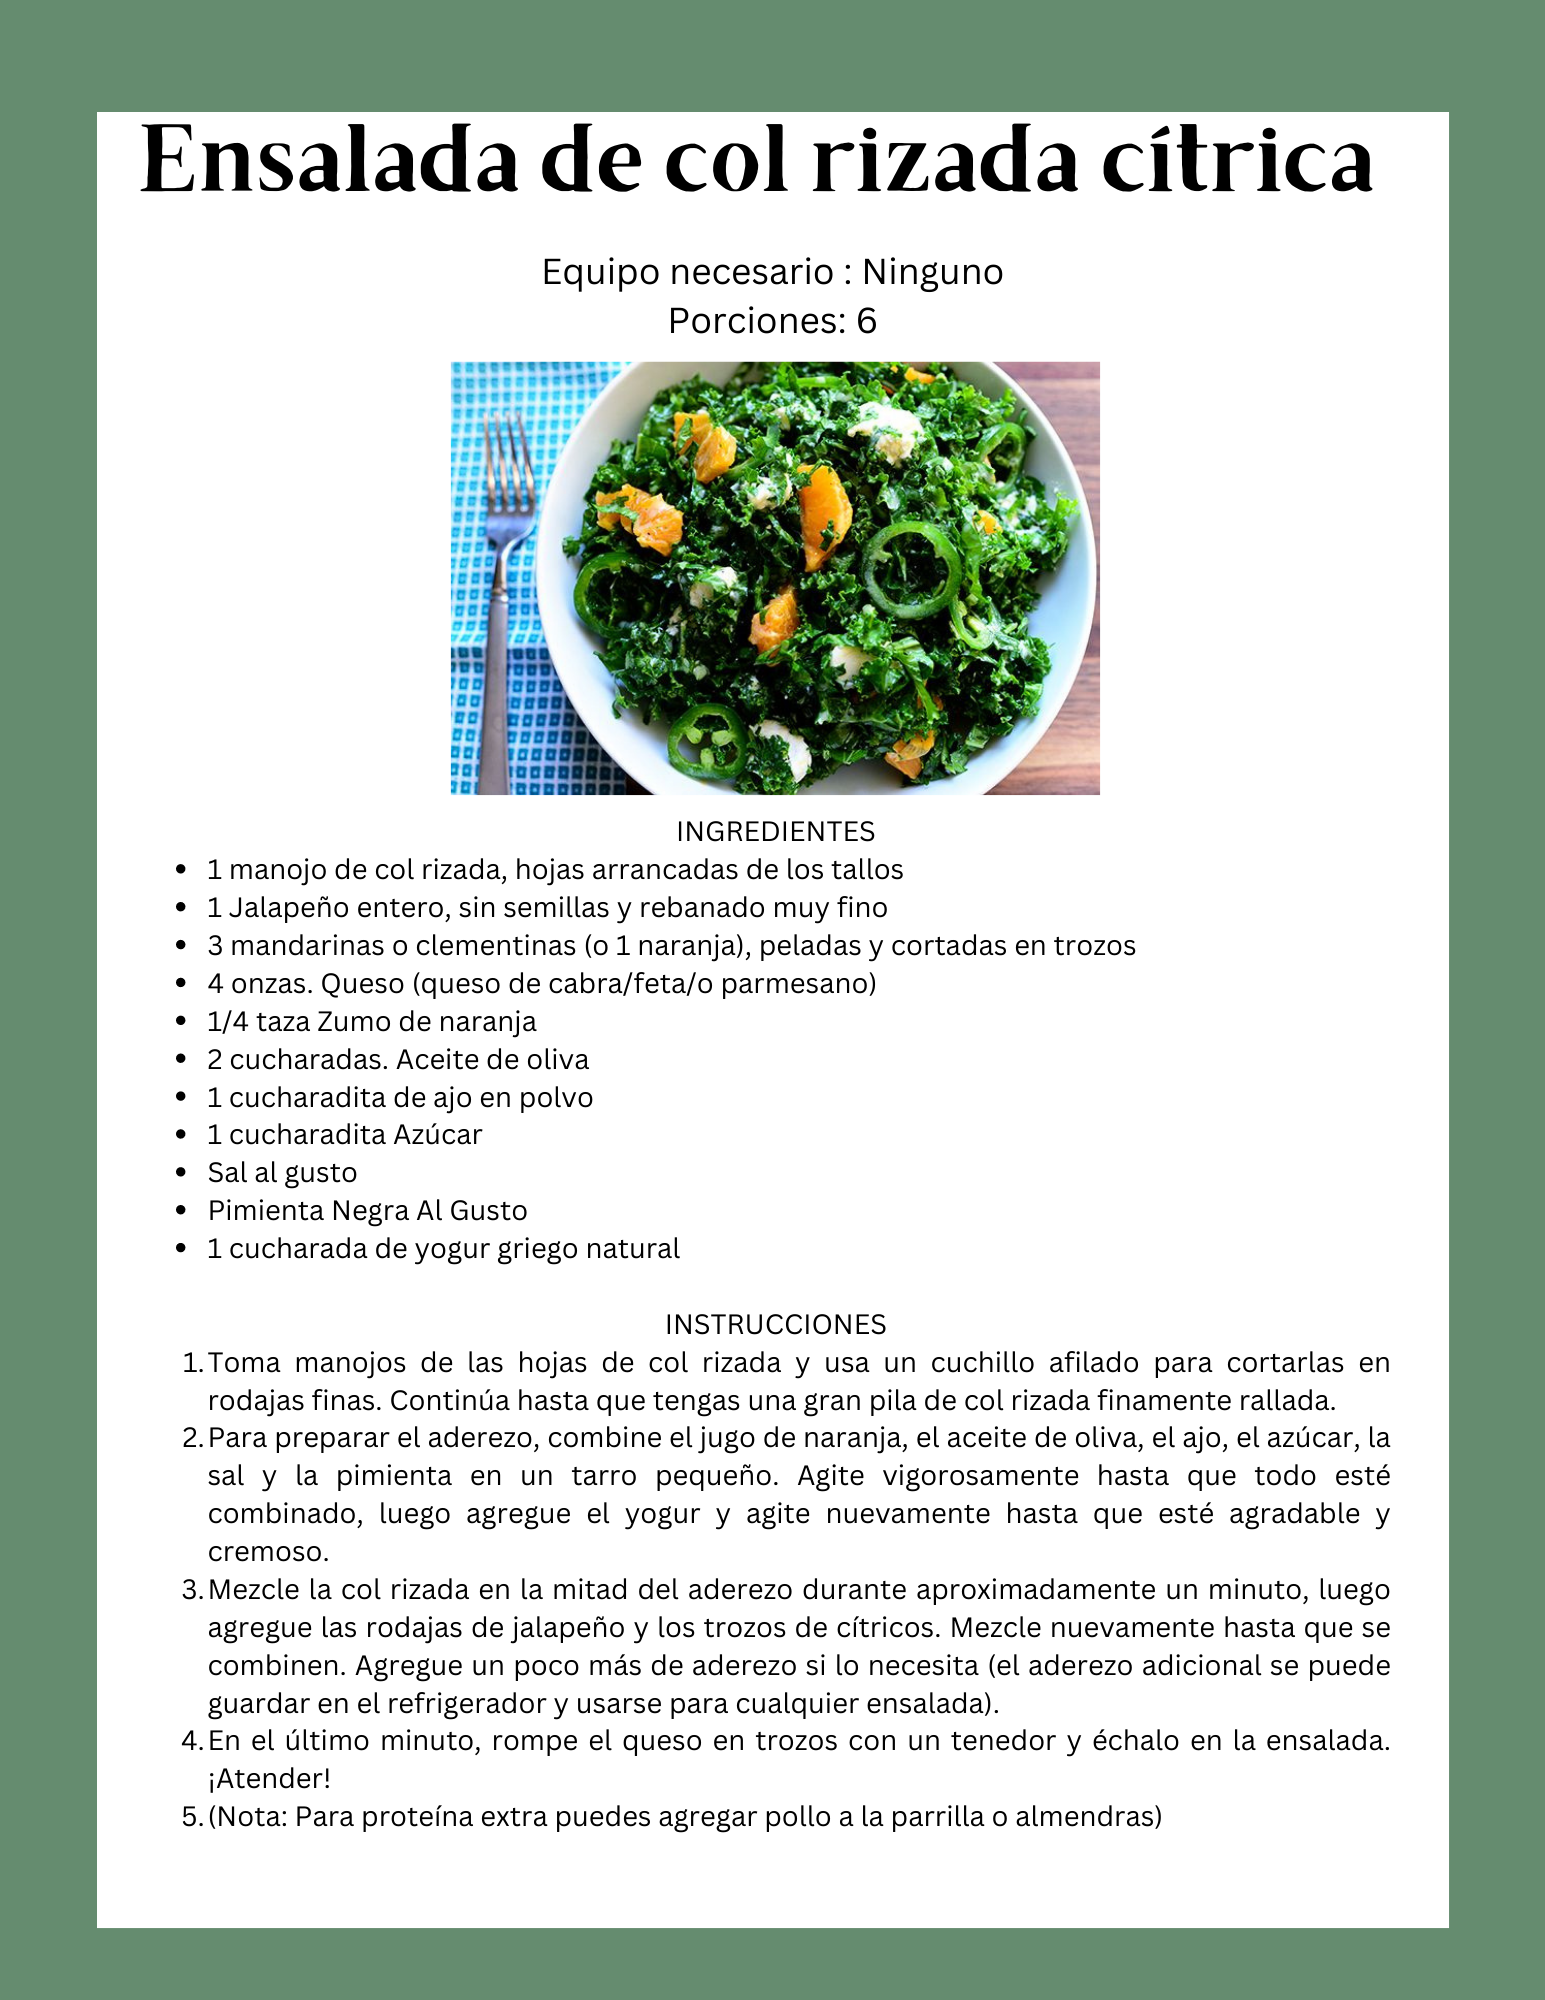 Ensalada de col rizada cítrica
Equipo necesario : Ninguno
Porciones: 6
INGREDIENTES
• 1 manojo de col rizada, hojas arrancadas de los tallos
• 1 Jalapeño entero, sin semillas y rebanado muy fino
• 3 mandarinas o clementinas (o 1 naranja), peladas y cortadas en trozos
• 4 onzas. Queso (queso de cabra/feta/o parmesano)
• 1/4 taza Zumo de naranja
• 2 cucharadas. Aceite de oliva
• 1 cucharadita de ajo en polvo
• 1 cucharadita Azúcar
• Sal al gusto
• Pimienta Negra Al Gusto
• 1 cucharada de yogur griego natural
INSTRUCCIONES
1. Toma manojos de las hojas de col rizada y usa un cuchillo afilado para cortarlas en
rodajas finas. Continúa hasta que tengas una gran pila de col rizada finamente rallada.
2. Para preparar el aderezo, combine el jugo de naranja, el aceite de oliva, el ajo, el azúcar, la
sal y la pimienta en un tarro pequeño. Agite vigorosamente hasta que todo esté
combinado, luego agregue el yogur y agite nuevamente hasta que esté agradable y
cremoso.
3. Mezcle la col rizada en la mitad del aderezo durante aproximadamente un minuto, luego
agregue las rodajas de jalapeño y los trozos de cítricos. Mezcle nuevamente hasta que se
combinen. Agregue un poco más de aderezo si lo necesita (el aderezo adicional se puede
guardar en el refrigerador y usarse para cualquier ensalada).
4. En el último minuto, rompe el queso en trozos con un tenedor y échalo en la ensalada.
¡Atender!
5. (Nota: Para proteína extra puedes agregar pollo a la parrilla o almendras)